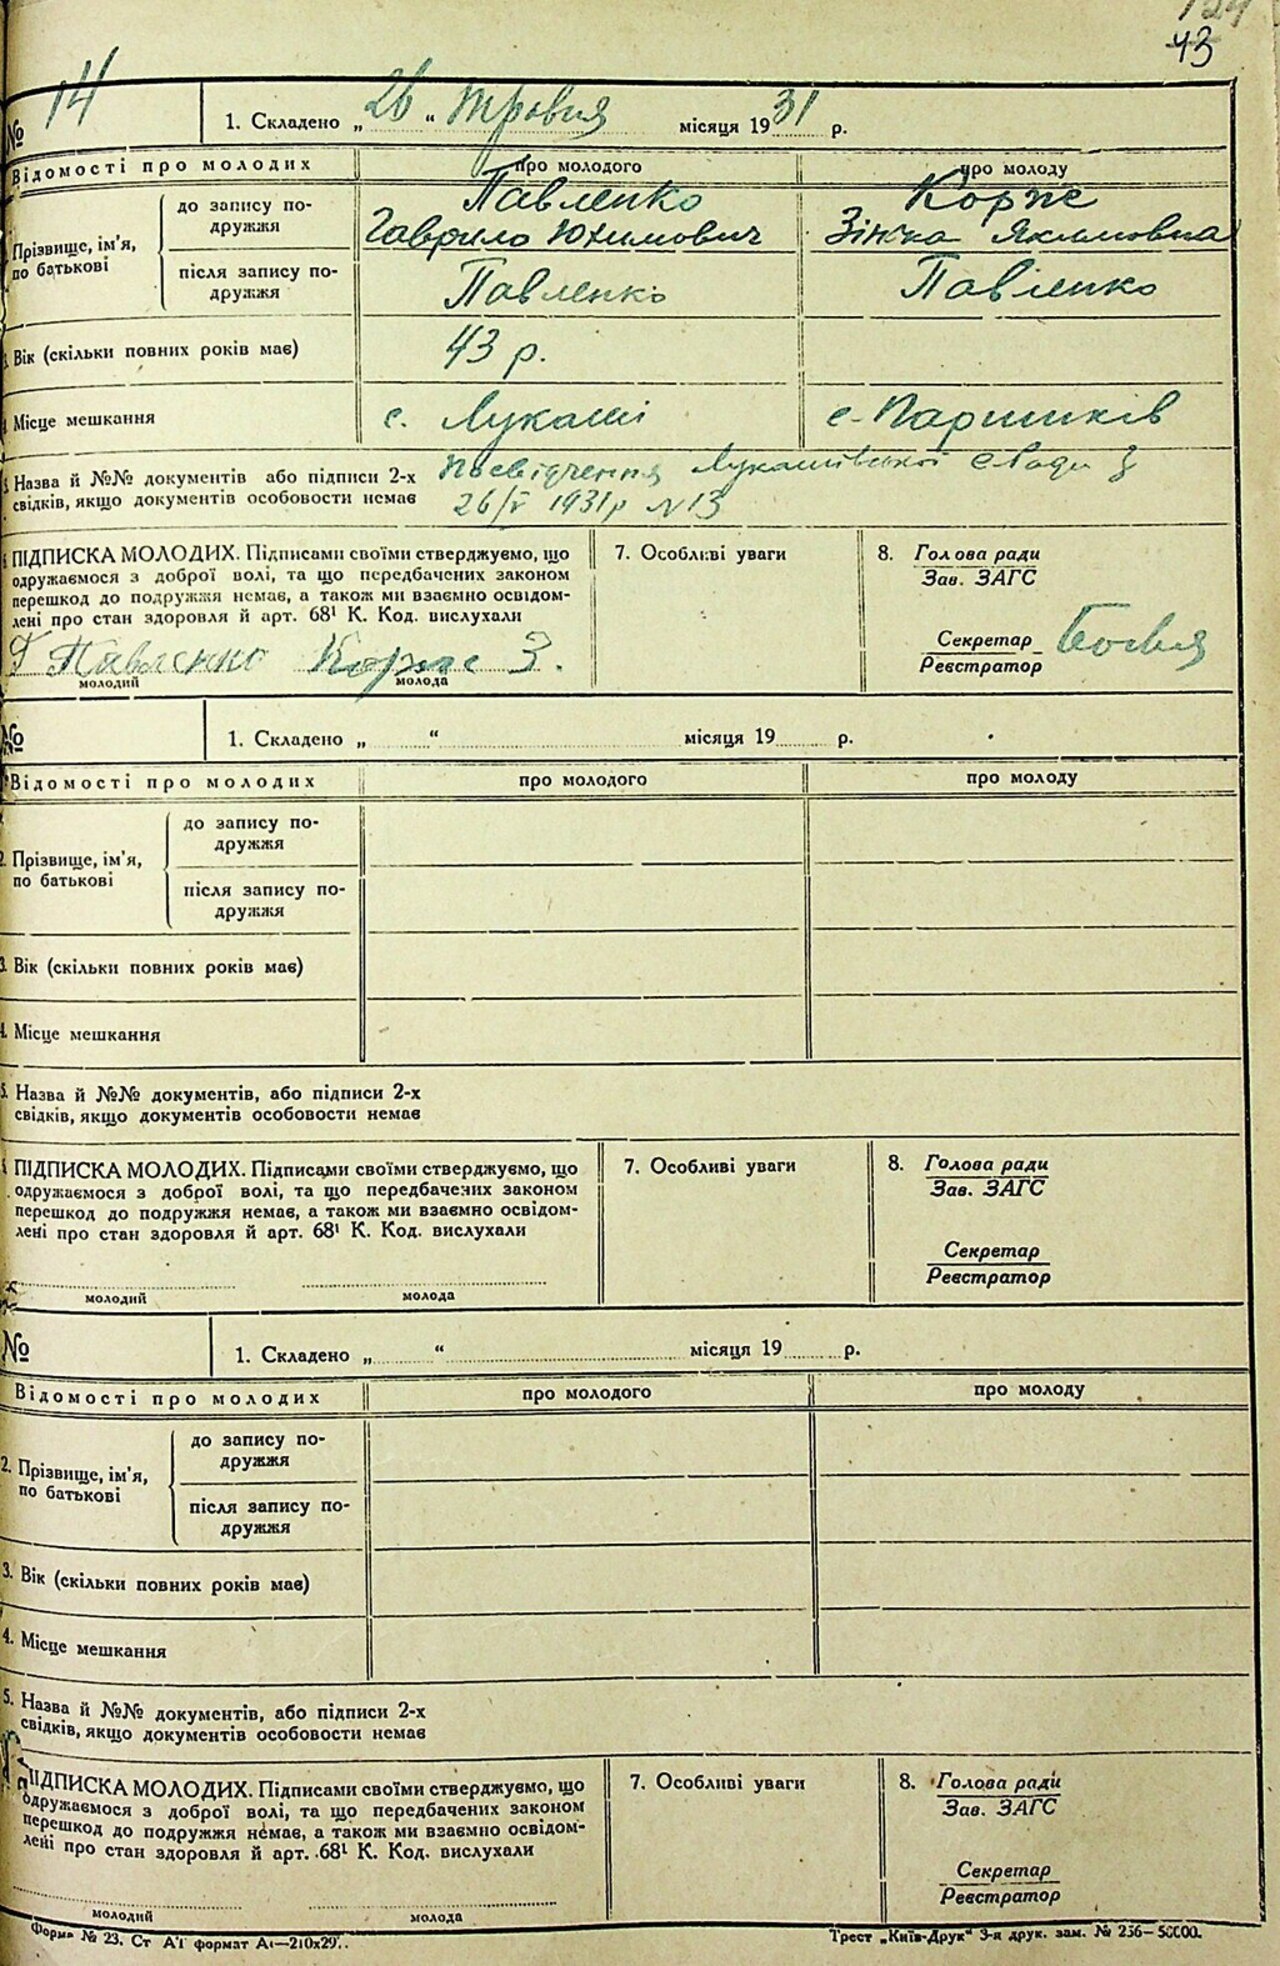 43
№ 14
1. Складено „ 26 “ Травня місяця 19 31 р.
Відомості про молодих
про молодого
про молоду
Прізвище, ім'я, по батькові
до запису подружжя
Павленко
Гаврило Юхимович
Корже
Зінька Якимовна
після запису подружжя
Павленко
Павленко
3. Вік (скільки повних років має)
43 р.
4. Місце мешкання
с. Лукаші
с. Паришків
5. Назва й №№ документів або підписи 2-х
свідків, якщо документів особовости немає
Посвідчення Лукашівської с Ради з
26/V 1931 р N 13
ПІДПИСКА МОЛОДИХ. Підписами своїми стверджуємо, що
одружаємося з доброї волі, та що передбачених законом
перешкод до подружжя немає, а також ми взаємно освідом-
лені про стан здоровля й арт. 68¹ К. Код. вислухали
Г Павленко Корже З.
молодий
молода
7. Особливі уваги
8. Голова ради
Зав. ЗАГС
Секретар
Реєстратор
№
1. Складено „ “ місяця 19 р.
Відомості про молодих
про молодого
про молоду
2. Прізвище, ім'я,
по батькові
до запису по-
дружжя
після запису по-
дружжя
3. Вік (скільки повних років має)
4. Місце мешкання
5. Назва й №№ документів, або підписи 2-х
свідків, якщо документів особовости немає
ПІДПИСКА МОЛОДИХ. Підписами своїми стверджуємо, що
одружаємося з доброї волі, та що передбачених законом
перешкод до подружжя немає, а також ми взаємно освідом-
лені про стан здоровля й арт. 68¹ К. Код. вислухали
молодий
молода
7. Особливі уваги
8. Голова ради
Зав. ЗАГС
Секретар
Реєстратор
№
1. Складено „ “ місяця 19 р.
Відомості про молодих
про молодого
про молоду
2. Прізвище, ім'я,
по батькові
до запису по-
дружжя
після запису по-
дружжя
3. Вік (скільки повних років має)
4. Місце мешкання
5. Назва й №№ документів, або підписи 2-х
свідків, якщо документів особовости немає
ПІДПИСКА МОЛОДИХ. Підписами своїми стверджуємо, що
одружаємося з доброї волі, та що передбачених законом
перешкод до подружжя немає, а також ми взаємно освідом-
лені про стан здоровля й арт. 68¹ К. Код. вислухали
молодий
молода
7. Особливі уваги
8. Голова ради
Зав. ЗАГС
Секретар
Реєстратор
Форма № 23. Ст А1 формат А₄—210х29
Трест „Київ-Друк“ 3-я друк. зам. № 236—50000.